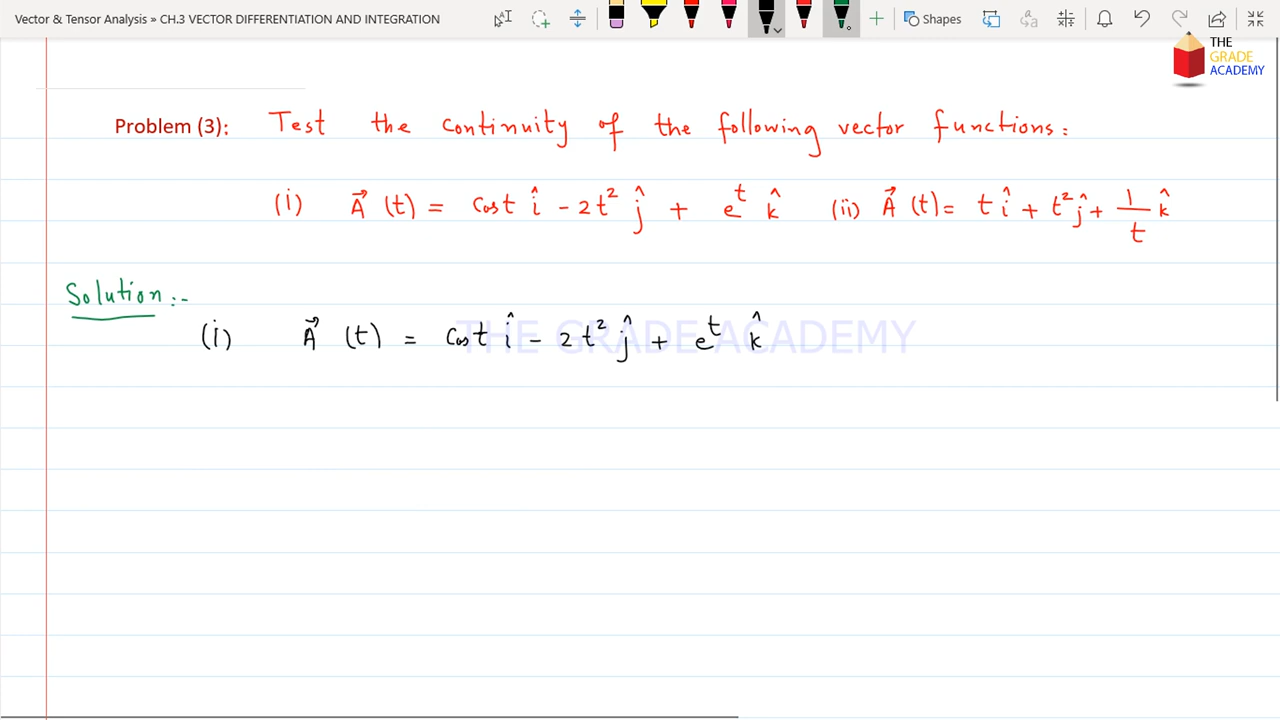 Vector & Tensor Analysis » CH.3 VECTOR DIFFERENTIATION AND INTEGRATION
Shapes
THE
GRADE
ACADEMY
Problem (3): Test the continuity of the following vector functions:
(i) A⃗ (t) = cost î - 2t² ĵ + e^t k̂ (ii) A⃗ (t) = t î + t² ĵ + 1/t k̂
Solution:-
(i) A⃗ (t) = cost î - 2t² ĵ + e^t k̂
THE GRADE ACADEMY